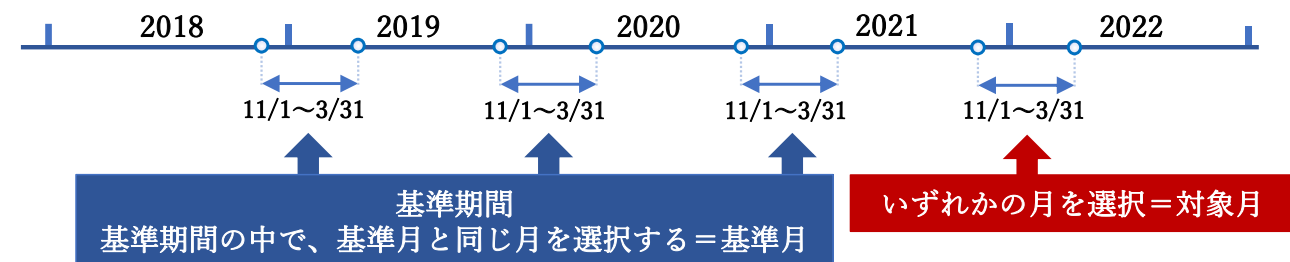 2018 2019 2020 2021 2022
11/1～3/31 11/1～3/31 11/1～3/31 11/1～3/31
基準期間
基準期間の中で、基準月と同じ月を選択する＝基準月
いずれかの月を選択＝対象月